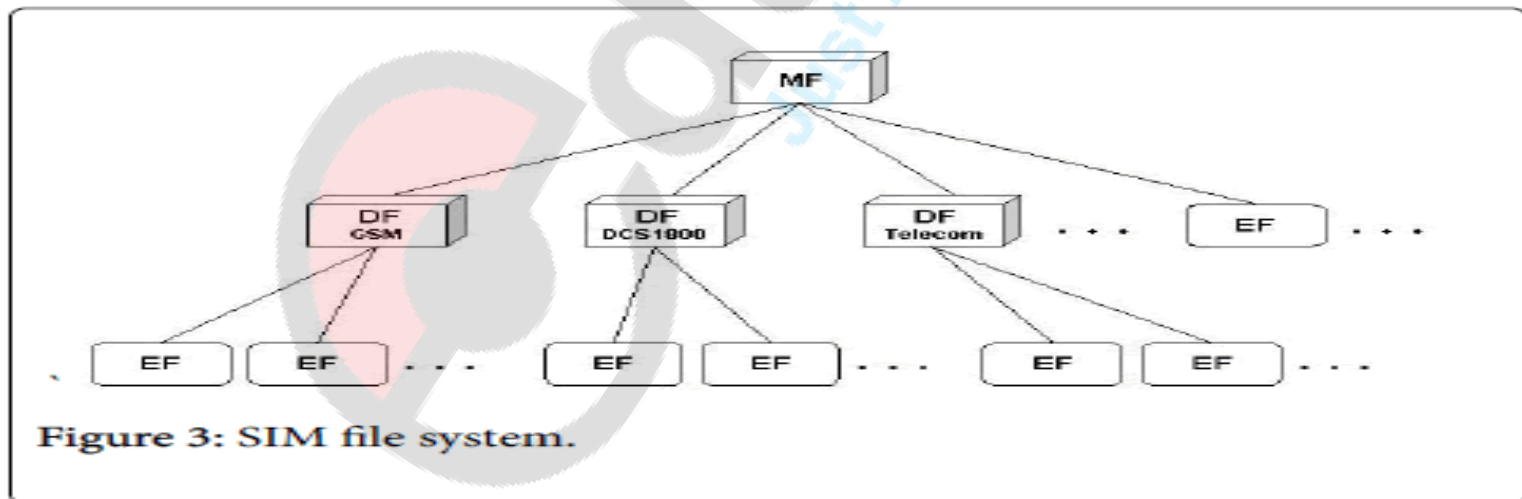 MF
DF DF DF
GSM DCS1800 Telecom . . . EF . . .
EF EF . . . EF EF . . . EF EF . . .
Figure 3: SIM file system.
Just